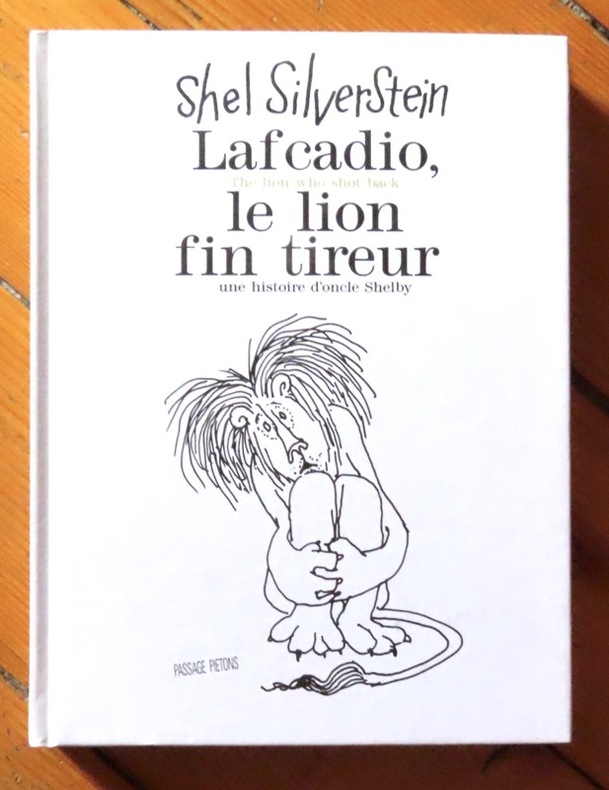 Shel Silverstein
Lafcadio,
The lion who shot back
le lion
fin tireur
une histoire d'oncle Shelby
PASSAGE PIETONS